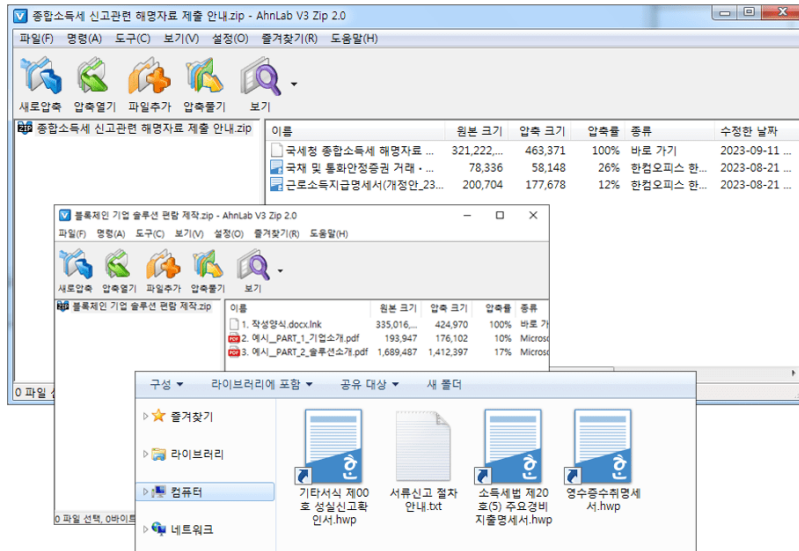 종합소득세 신고관련 해명자료 제출 안내.zip - AhnLab V3 Zip 2.0
파일(F) 명령(A) 도구(C) 보기(V) 설정(O) 즐겨찾기(R) 도움말(H)
새로압축 압축열기 파일추가 압축풀기 보기
종합소득세 신고관련 해명자료 제출 안내.zip
이름 원본 크기 압축 크기 압축률 종류 수정한 날짜
국세청 종합소득세 해명자료 ... 321,222,... 463,371 100% 바로 가기 2023-09-11 ...
국채 및 통화안정증권 거래・... 78,336 58,148 26% 한컴오피스 한... 2023-08-21 ...
근로소득지급명세서(개정안_23... 200,704 177,678 12% 한컴오피스 한... 2023-08-21 ...
0 파일 선
블록체인 기업 솔루션 편람 제작.zip - AhnLab V3 Zip 2.0
파일(F) 명령(A) 도구(C) 보기(V) 설정(O) 즐겨찾기(R) 도움말(H)
새로압축 압축열기 파일추가 압축풀기 보기
블록체인 기업 솔루션 편람 제작.zip
이름 원본 크기 압축 크기 압축률 종류
1. 작성양식.docx.lnk 335,016,... 424,970 100% 바로 가
2. 예시__PART_1_기업소개.pdf 193,947 176,102 10% Microso
3. 예시__PART_2_솔루션소개.pdf 1,689,487 1,412,397 17% Microso
0 파일 선택, 0바이트
구성 라이브러리에 포함 공유 대상 새 폴더
즐겨찾기
라이브러리
컴퓨터
네트워크
기타서식 제00
호 성실신고확
인서.hwp
서류신고 절차
안내.txt
소득세법 제20
호(5) 주요경비
지출명세서.hwp
영수증수취명세
서.hwp